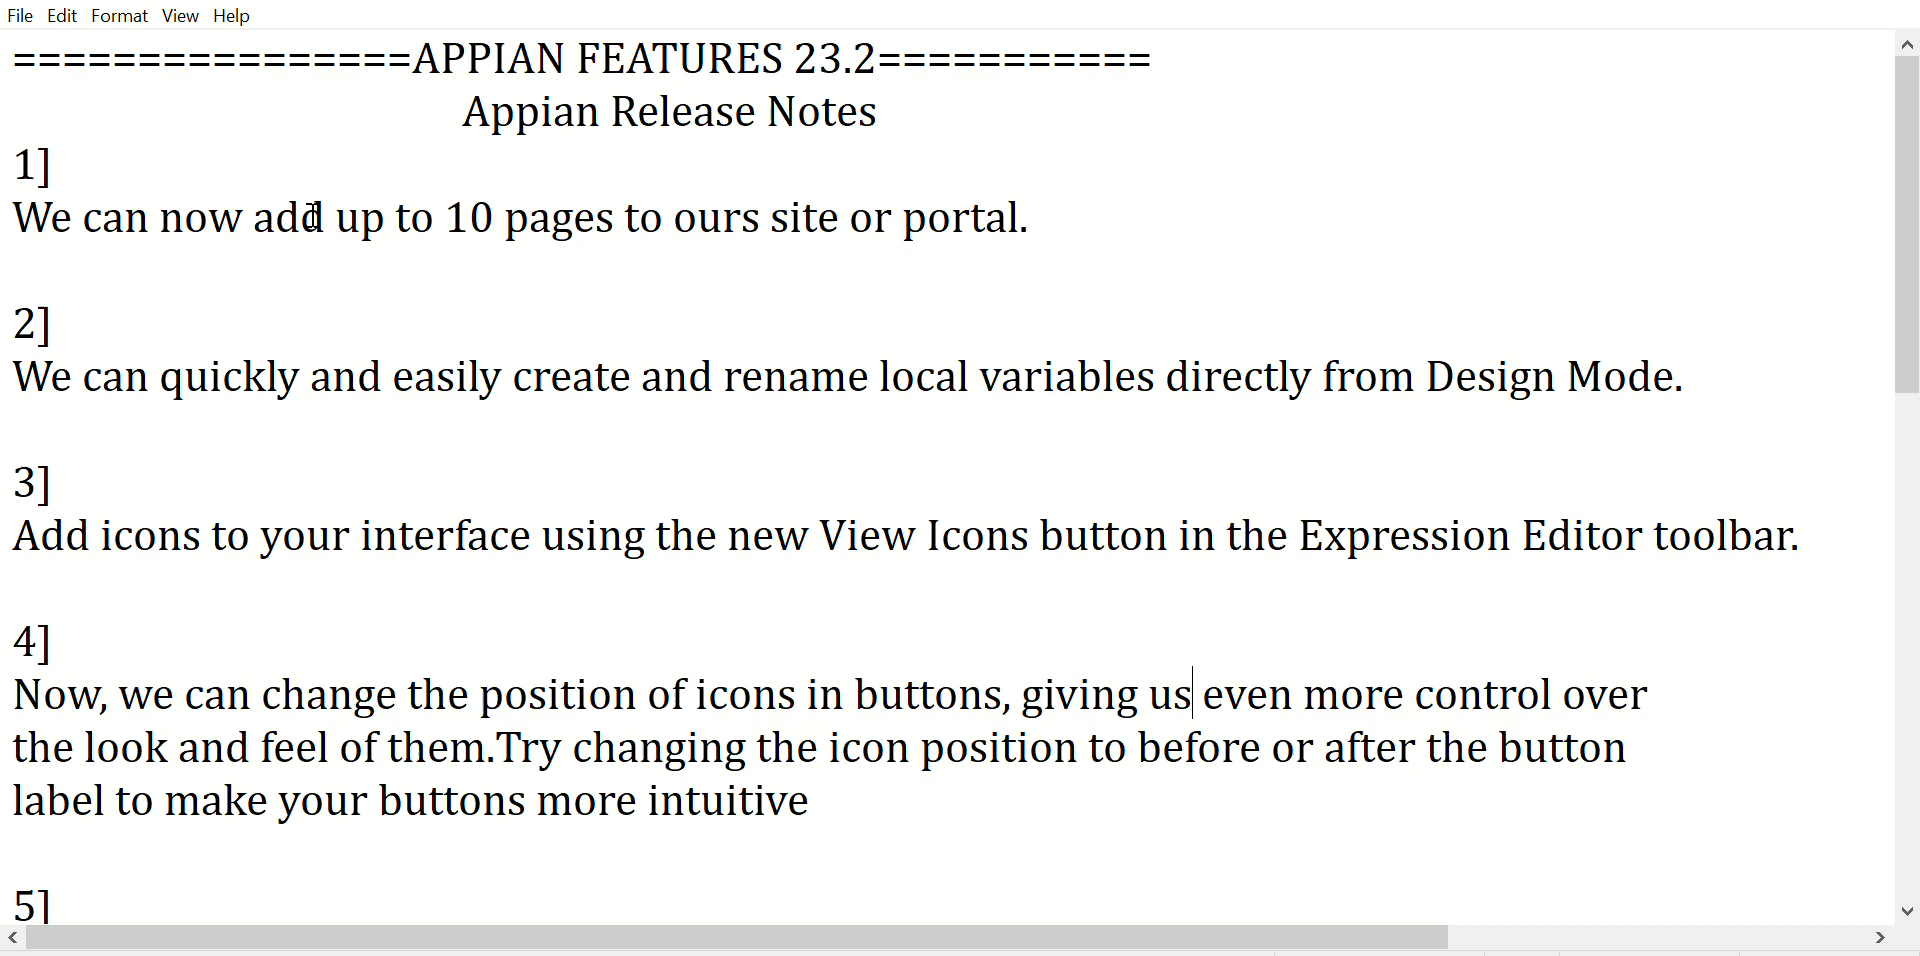 File Edit Format View Help
================APPIAN FEATURES 23.2===========
Appian Release Notes
1]
We can now add up to 10 pages to ours site or portal.
2]
We can quickly and easily create and rename local variables directly from Design Mode.
3]
Add icons to your interface using the new View Icons button in the Expression Editor toolbar.
4]
Now, we can change the position of icons in buttons, giving us even more control over
the look and feel of them.Try changing the icon position to before or after the button
label to make your buttons more intuitive
5]